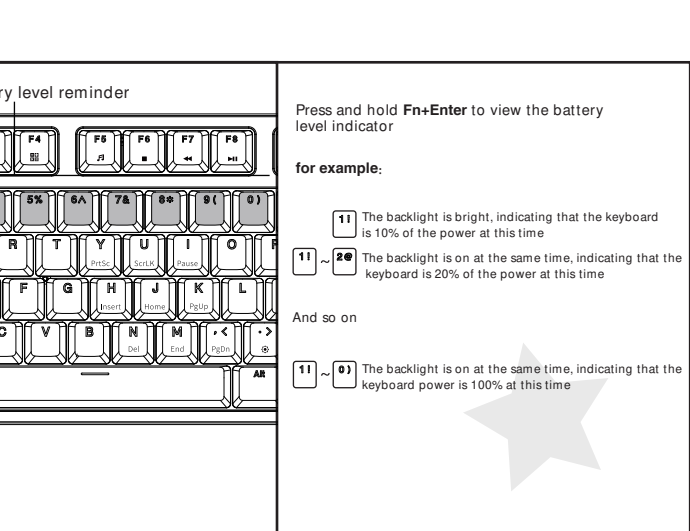 ry level reminder
F4 F5 F6 F7 F8
5% 6^ 7& 8* 9( 0)
R T Y U I O
PrtSc ScrLK Pause
F G H J K L
Insert Home PgUp
C V B N M , < . >
Del End PgDn
Alt
Press and hold Fn+Enter to view the battery
level indicator
for example:
1! The backlight is bright, indicating that the keyboard
is 10% of the power at this time
1! ~ 2@ The backlight is on at the same time, indicating that the
keyboard is 20% of the power at this time
And so on
1! ~ 0) The backlight is on at the same time, indicating that the
keyboard power is 100% at this time